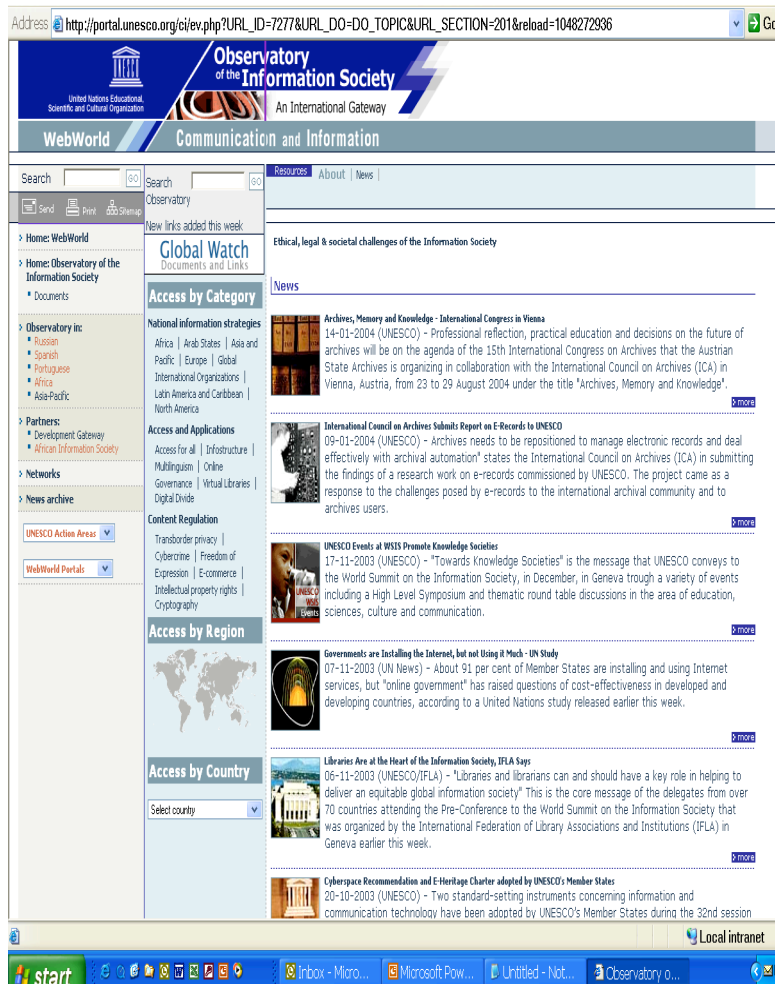 Address http://portal.unesco.org/ci/ev.php?URL_ID=7277&URL_DO=DO_TOPIC&URL_SECTION=201&reload=1048272936 Go
United Nations Educational,
Scientific and Cultural Organization
Observatory
of the Information Society
An International Gateway
WebWorld Communication and Information
Search GO
Send Print Sitemap
Home: WebWorld
Home: Observatory of the
Information Society
Documents
Observatory in:
Russian
Spanish
Portuguese
Africa
Asia-Pacific
Partners:
Development Gateway
African Information Society
Networks
News archive
UNESCO Action Areas
WebWorld Portals
Search GO
Observatory
New links added this week
Global Watch
Documents and Links
Access by Category
National information strategies
Africa | Arab States | Asia and
Pacific | Europe | Global
International Organizations |
Latin America and Caribbean |
North America
Access and Applications
Access for all | Infostructure |
Multilinguism | Online
Governance | Virtual Libraries |
Digital Divide
Content Regulation
Transborder privacy |
Cybercrime | Freedom of
Expression | E-commerce |
Intellectual property rights |
Cryptography
Access by Region
Access by Country
Select country
Resources About | News |
Ethical, legal & societal challenges of the Information Society
News
Archives, Memory and Knowledge - International Congress in Vienna
14-01-2004 (UNESCO) - Professional reflection, practical education and decisions on the future of
archives will be on the agenda of the 15th International Congress on Archives that the Austrian
State Archives is organizing in collaboration with the International Council on Archives (ICA) in
Vienna, Austria, from 23 to 29 August 2004 under the title "Archives, Memory and Knowledge".
more
International Council on Archives Submits Report on E-Records to UNESCO
09-01-2004 (UNESCO) - Archives needs to be repositioned to manage electronic records and deal
effectively with archival automation" states the International Council on Archives (ICA) in submitting
the findings of a research work on e-records commissioned by UNESCO. The project came as a
response to the challenges posed by e-records to the international archival community and to
archives users.
more
UNESCO
WSIS
Events
UNESCO Events at WSIS Promote Knowledge Societies
17-11-2003 (UNESCO) - "Towards Knowledge Societies" is the message that UNESCO conveys to
the World Summit on the Information Society, in December, in Geneva trough a variety of events
including a High Level Symposium and thematic round table discussions in the area of education,
sciences, culture and communication.
more
Governments are Installing the Internet, but not Using it Much - UN Study
07-11-2003 (UN News) - About 91 per cent of Member States are installing and using Internet
services, but "online government" has raised questions of cost-effectiveness in developed and
developing countries, according to a United Nations study released earlier this week.
more
Libraries Are at the Heart of the Information Society, IFLA Says
06-11-2003 (UNESCO/IFLA) - "Libraries and librarians can and should have a key role in helping to
deliver an equitable global information society" This is the core message of the delegates from over
70 countries attending the Pre-Conference to the World Summit on the Information Society that
was organized by the International Federation of Library Associations and Institutions (IFLA) in
Geneva earlier this week.
more
Cyberspace Recommendation and E-Heritage Charter adopted by UNESCO's Member States
20-10-2003 (UNESCO) - Two standard-setting instruments concerning information and
communication technology have been adopted by UNESCO's Member States during the 32nd session
Local intranet
start Inbox - Micro... Microsoft Pow... Untitled - Not... Observatory o...